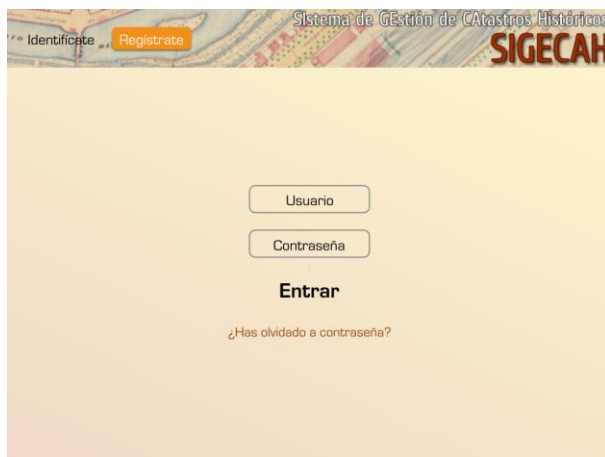 SIstema de GEstión de CAtastros Históricos
Identifícate Regístrate SIGECAH
Usuario
Contraseña
Entrar
¿Has olvidado a contraseña?